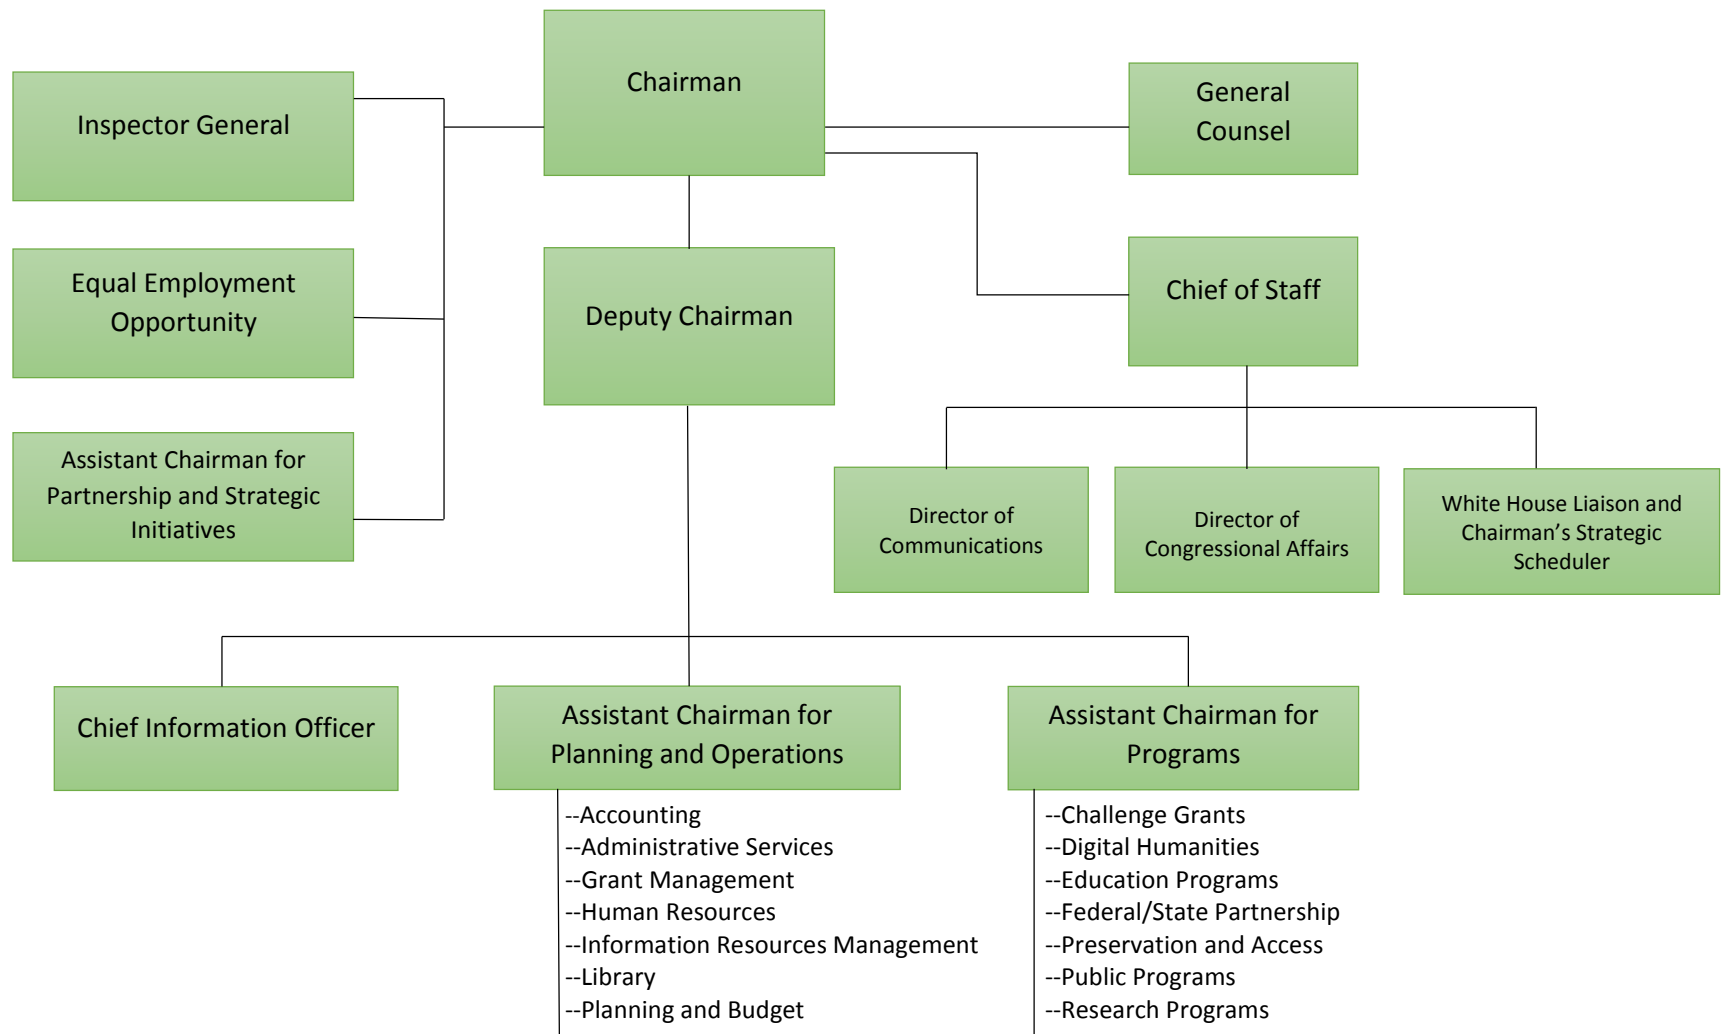 Chairman
General
Counsel
Inspector General
Equal Employment
Opportunity
Deputy Chairman
Chief of Staff
Assistant Chairman for
Partnership and Strategic
Initiatives
Director of
Communications
Director of
Congressional Affairs
White House Liaison and
Chairman’s Strategic
Scheduler
Chief Information Officer
Assistant Chairman for
Planning and Operations
--Accounting
--Administrative Services
--Grant Management
--Human Resources
--Information Resources Management
--Library
--Planning and Budget
Assistant Chairman for
Programs
--Challenge Grants
--Digital Humanities
--Education Programs
--Federal/State Partnership
--Preservation and Access
--Public Programs
--Research Programs